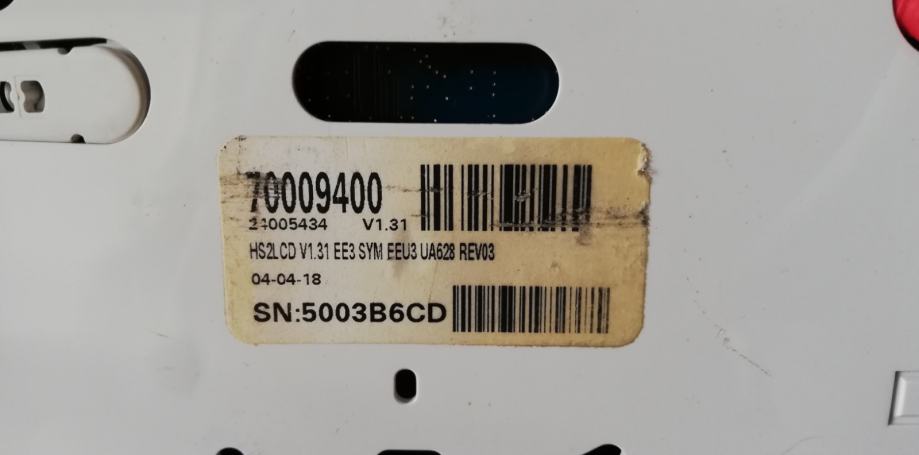 70009400
24005434 V1.31
HS2LCD V1.31 EE3 SYM EEU3 UA628 REV03
04-04-18
SN:5003B6CD